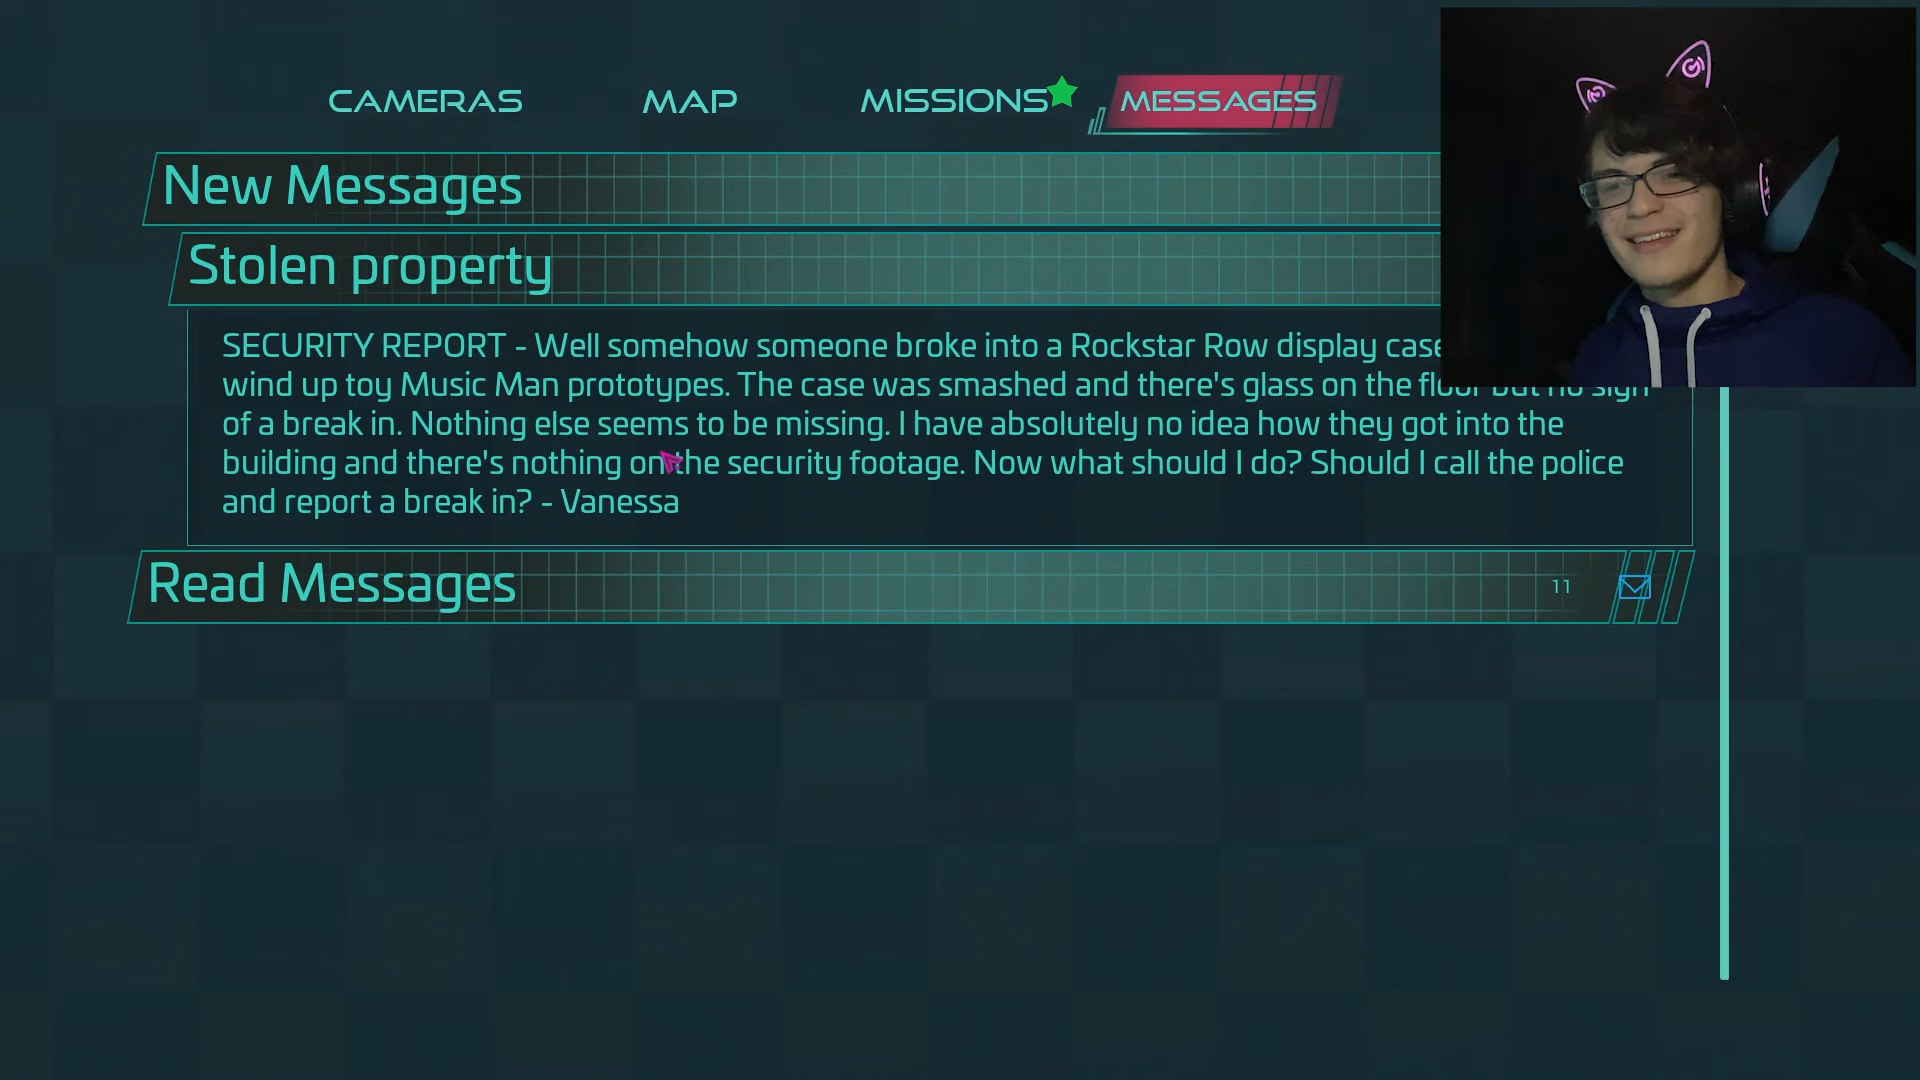 CAMERAS MAP MISSIONS MESSAGES
New Messages
Stolen property
SECURITY REPORT - Well somehow someone broke into a Rockstar Row display case
wind up toy Music Man prototypes. The case was smashed and there's glass on the floor but no sign
of a break in. Nothing else seems to be missing. I have absolutely no idea how they got into the
building and there's nothing on the security footage. Now what should I do? Should I call the police
and report a break in? - Vanessa
Read Messages 11